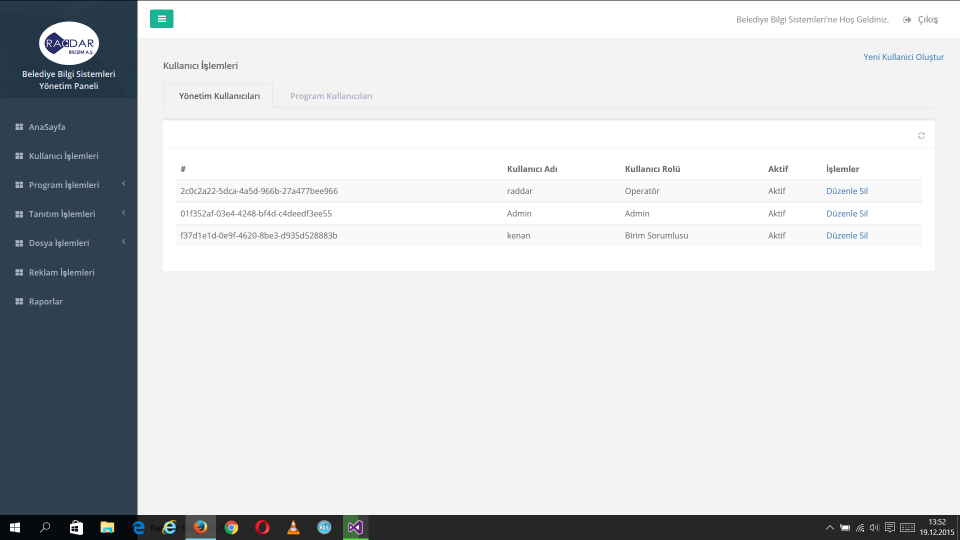 RADDAR
BİLİŞİM A.Ş.
Belediye Bilgi Sistemleri
Yönetim Paneli
AnaSayfa
Kullanıcı İşlemleri
Program İşlemleri
Tanıtım İşlemleri
Dosya İşlemleri
Reklam İşlemleri
Raporlar
Belediye Bilgi Sistemleri'ne Hoş Geldiniz.
Çıkış
Yeni Kullanici Oluştur
Kullanıcı İşlemleri
Yönetim Kullanıcıları
Program Kullanıcıları
# Kullanıcı Adı Kullanıcı Rolü Aktif İşlemler
2c0c2a22-5dca-4a5d-966b-27a477bee966 raddar Operatör Aktif Düzenle Sil
01f352af-03e4-4248-bf4d-c4deedf3ee55 Admin Admin Aktif Düzenle Sil
f37d1e1d-0e9f-4620-8be3-d935d528883b kenan Birim Sorumlusu Aktif Düzenle Sil
13:52
19.12.2015